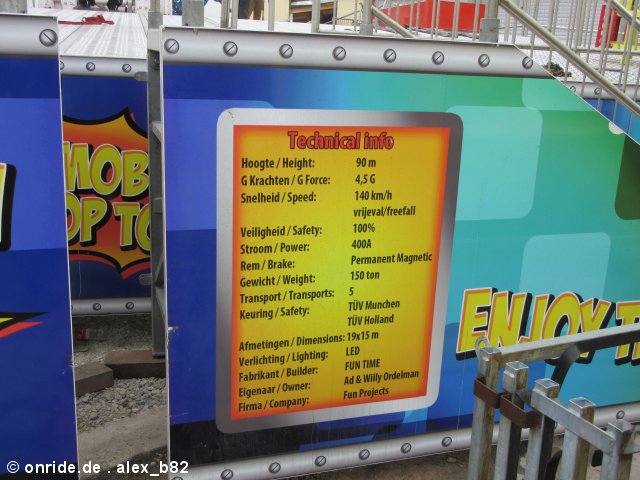 MOB
OP TO
Technical info
Hoogte / Height: 90 m
G Krachten / G Force: 4,5 G
Snelheid / Speed: 140 km/h
vrijeval/freefall
Veiligheid / Safety: 100%
Stroom / Power: 400A
Rem / Brake: Permanent Magnetic
Gewicht / Weight: 150 ton
Transport / Transports: 5
Keuring / Safety: TÜV Munchen
TÜV Holland
Afmetingen / Dimensions: 19x15 m
Verlichting / Lighting: LED
Fabrikant / Builder: FUN TIME
Eigenaar / Owner: Ad & Willy Ordelman
Firma / Company: Fun Projects
ENJOY T
© onride.de . alex_b82